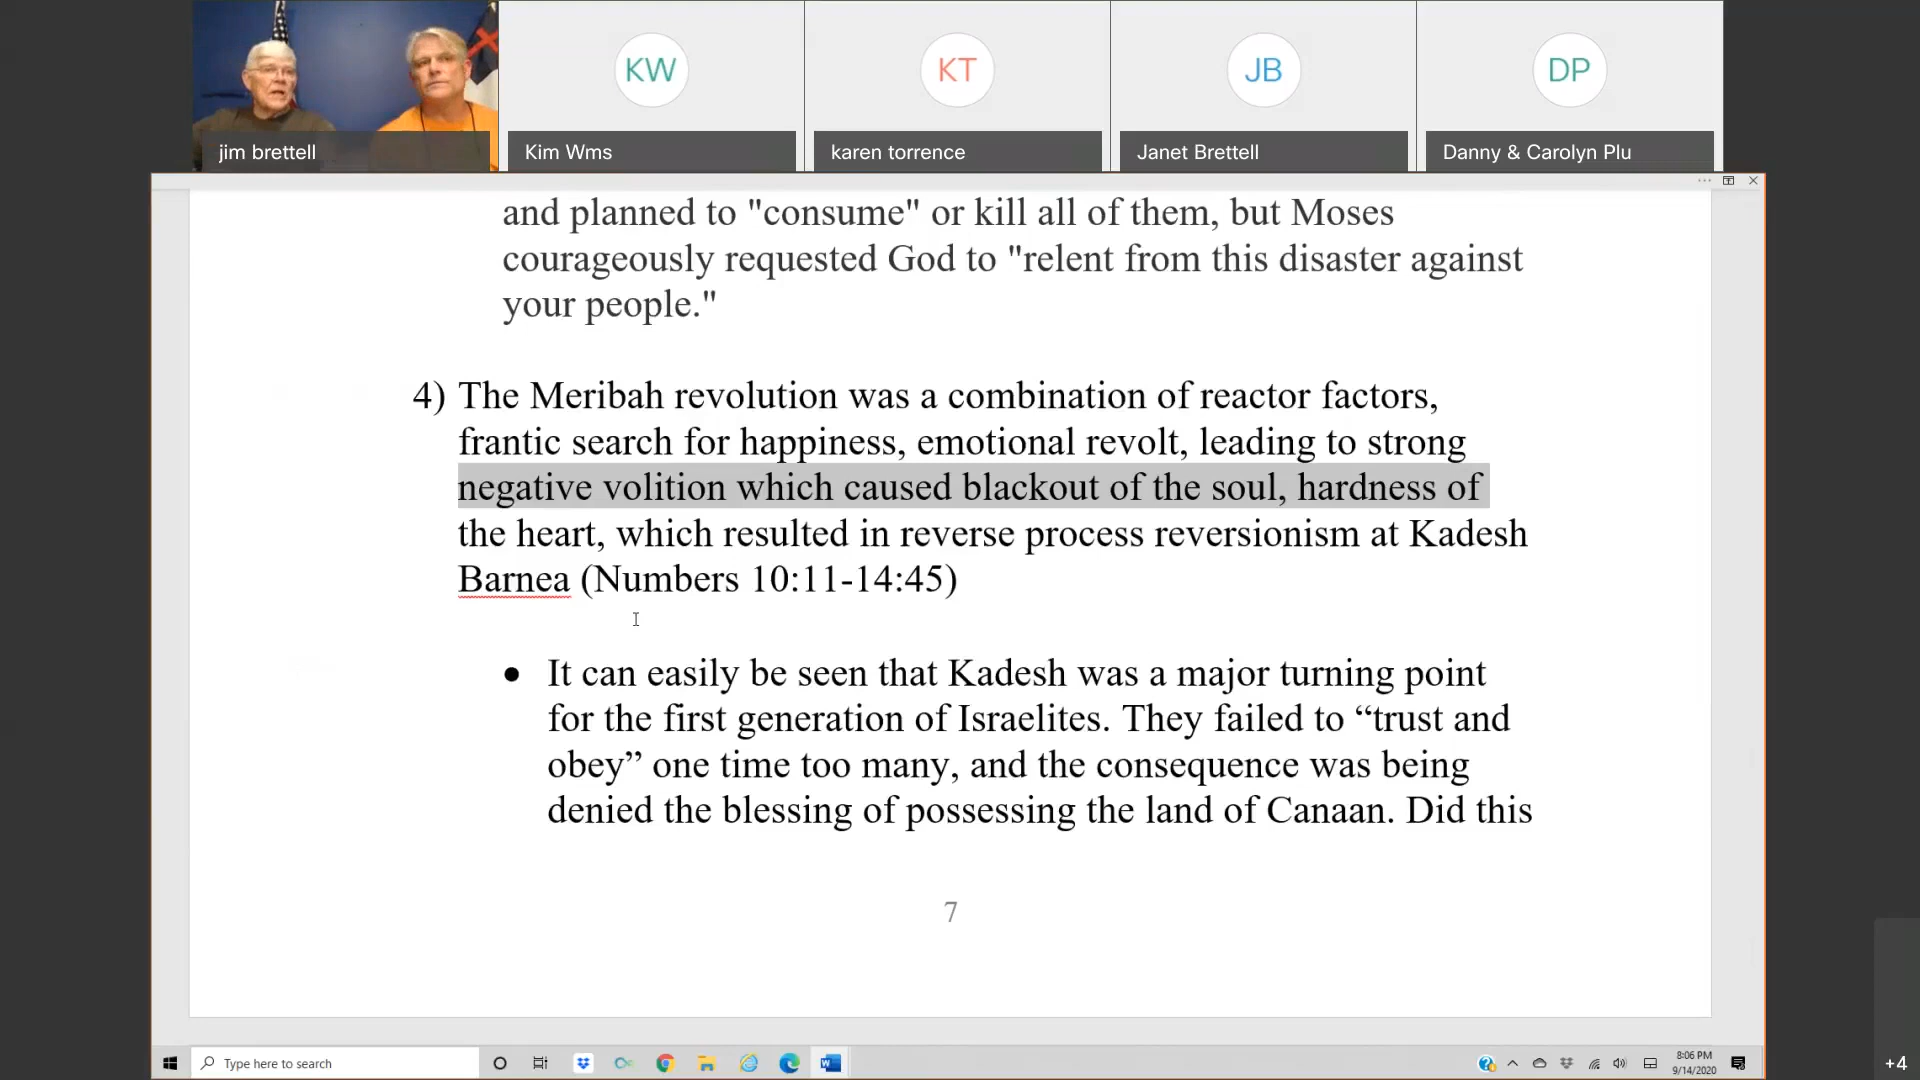 KW
KT
JB
DP
jim brettell
Kim Wms
karen torrence
Janet Brettell
Danny & Carolyn Plu
and planned to "consume" or kill all of them, but Moses
courageously requested God to "relent from this disaster against
your people."
4) The Meribah revolution was a combination of reactor factors,
frantic search for happiness, emotional revolt, leading to strong
negative volition which caused blackout of the soul, hardness of
the heart, which resulted in reverse process reversionism at Kadesh
Barnea (Numbers 10:11-14:45)
• It can easily be seen that Kadesh was a major turning point
for the first generation of Israelites. They failed to “trust and
obey” one time too many, and the consequence was being
denied the blessing of possessing the land of Canaan. Did this
7
Type here to search
8:06 PM
9/14/2020
+4